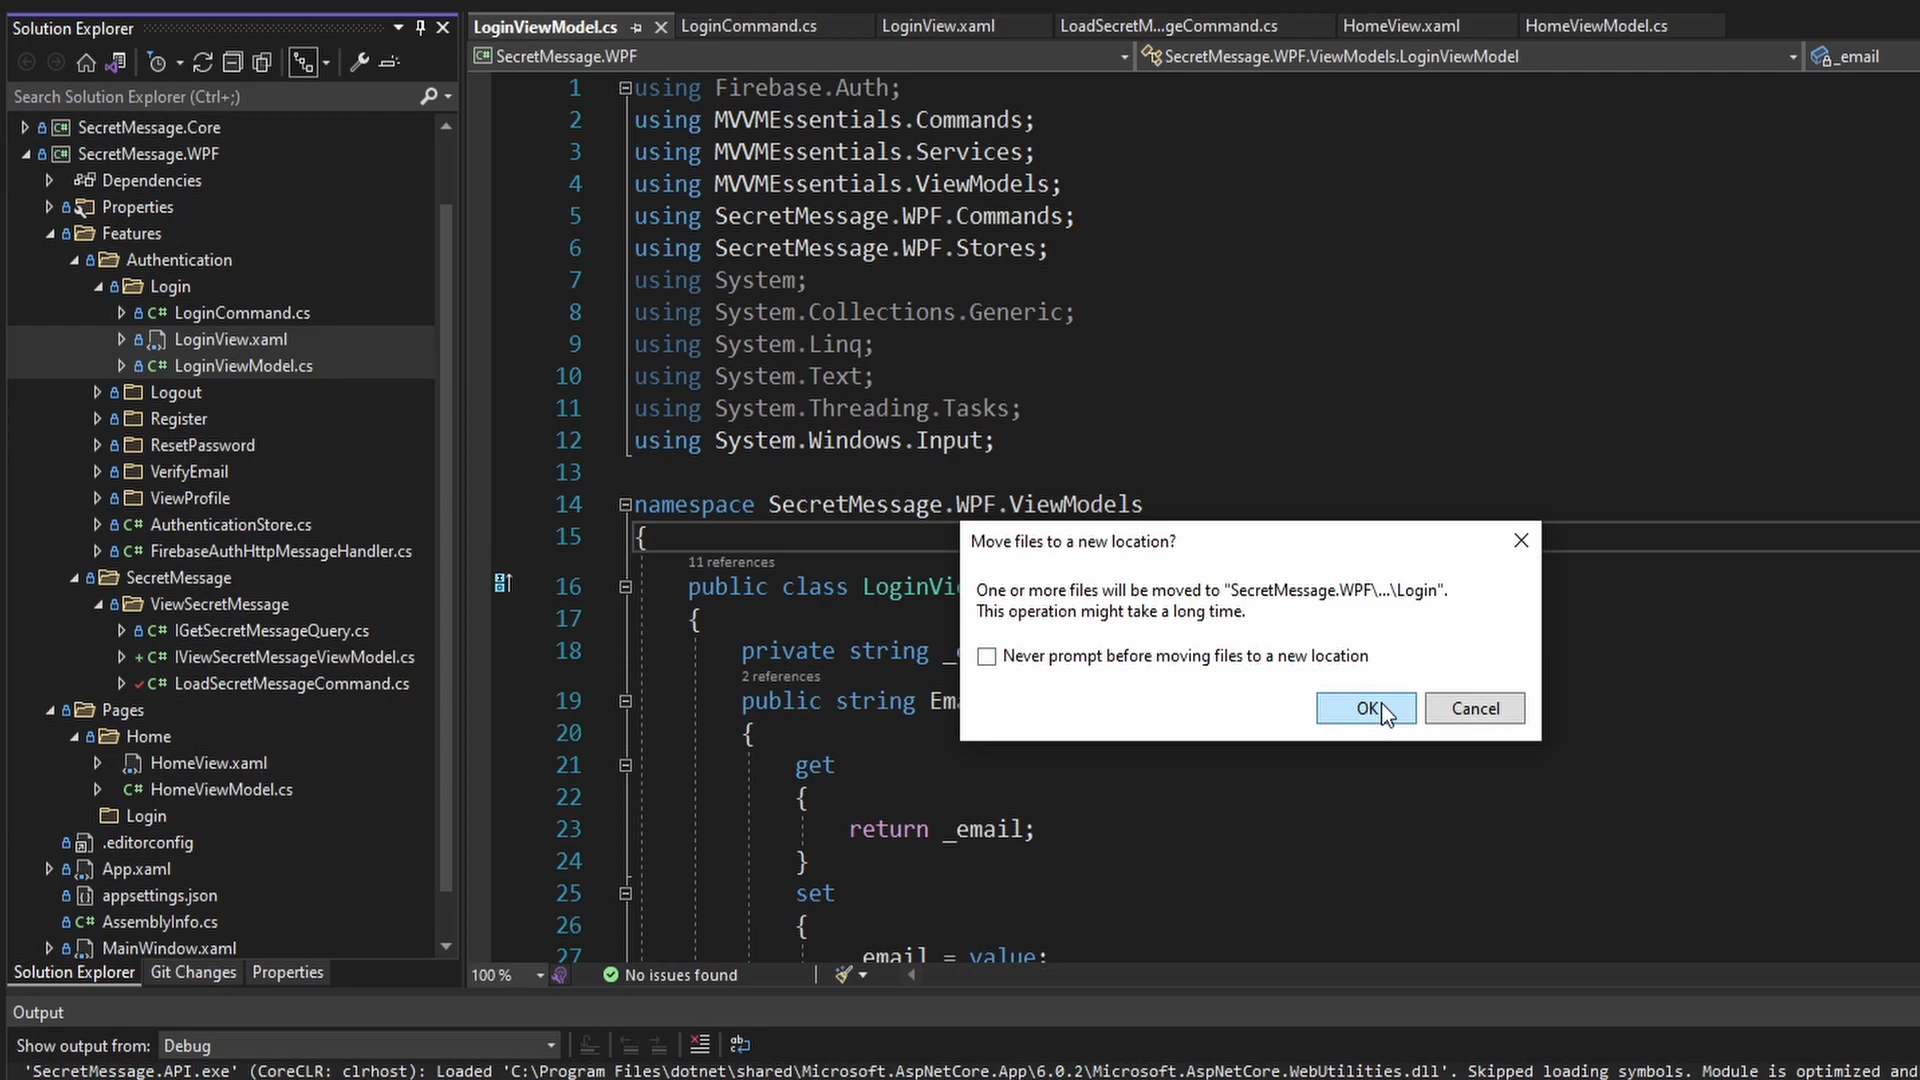 Solution Explorer
Search Solution Explorer (Ctrl+;)
SecretMessage.Core
SecretMessage.WPF
Dependencies
Properties
Features
Authentication
Login
C# LoginCommand.cs
LoginView.xaml
C# LoginViewModel.cs
Logout
Register
ResetPassword
VerifyEmail
ViewProfile
C# AuthenticationStore.cs
C# FirebaseAuthHttpMessageHandler.cs
SecretMessage
ViewSecretMessage
C# IGetSecretMessageQuery.cs
+ C# IViewSecretMessageViewModel.cs
C# LoadSecretMessageCommand.cs
Pages
Home
HomeView.xaml
C# HomeViewModel.cs
Login
.editorconfig
App.xaml
appsettings.json
C# AssemblyInfo.cs
MainWindow.xaml
Solution Explorer Git Changes Properties
LoginViewModel.cs LoginCommand.cs LoginView.xaml LoadSecretM...geCommand.cs HomeView.xaml HomeViewModel.cs
C# SecretMessage.WPF SecretMessage.WPF.ViewModels.LoginViewModel _email
1 using Firebase.Auth;
2 using MVVMEssentials.Commands;
3 using MVVMEssentials.Services;
4 using MVVMEssentials.ViewModels;
5 using SecretMessage.WPF.Commands;
6 using SecretMessage.WPF.Stores;
7 using System;
8 using System.Collections.Generic;
9 using System.Linq;
10 using System.Text;
11 using System.Threading.Tasks;
12 using System.Windows.Input;
13
14 namespace SecretMessage.WPF.ViewModels
15 {
11 references
16 public class LoginVi
17 {
18 private string _
2 references
19 public string Em
20 {
21 get
22 {
23 return _email;
24 }
25 set
26 {
27 _email = value;
Move files to a new location?
One or more files will be moved to "SecretMessage.WPF\...\Login".
This operation might take a long time.
Never prompt before moving files to a new location
OK Cancel
100 % No issues found
Output
Show output from: Debug
'SecretMessage.API.exe' (CoreCLR: clrhost): Loaded 'C:\Program Files\dotnet\shared\Microsoft.AspNetCore.App\6.0.2\Microsoft.AspNetCore.WebUtilities.dll'. Skipped loading symbols. Module is optimized and